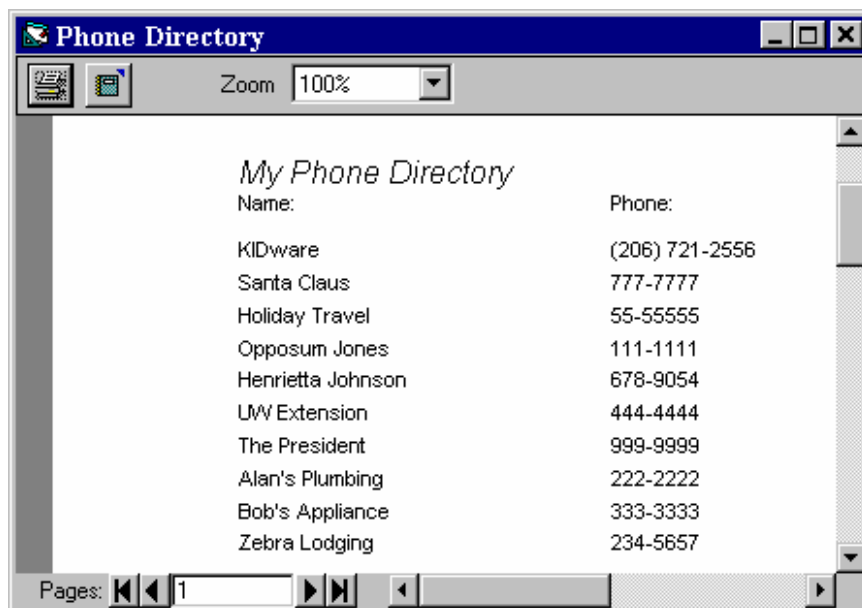 Phone Directory
Zoom 100%
My Phone Directory
Name: Phone:
KIDware (206) 721-2556
Santa Claus 777-7777
Holiday Travel 55-55555
Opposum Jones 111-1111
Henrietta Johnson 678-9054
UW Extension 444-4444
The President 999-9999
Alan's Plumbing 222-2222
Bob's Appliance 333-3333
Zebra Lodging 234-5657
Pages: 1